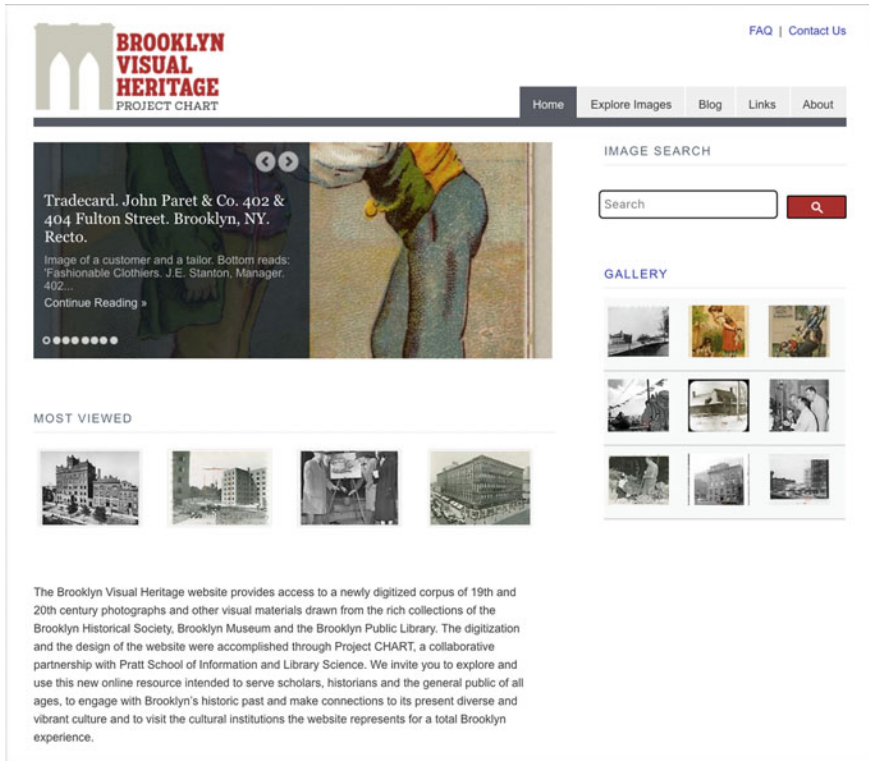 BROOKLYN
VISUAL
HERITAGE
PROJECT CHART
FAQ | Contact Us
Home Explore Images Blog Links About
Tradecard. John Paret & Co. 402 &
404 Fulton Street. Brooklyn, NY.
Recto.
Image of a customer and a tailor. Bottom reads:
'Fashionable Clothiers. J.E. Stanton, Manager.
402...
Continue Reading »
IMAGE SEARCH
Search
GALLERY
MOST VIEWED
The Brooklyn Visual Heritage website provides access to a newly digitized corpus of 19th and
20th century photographs and other visual materials drawn from the rich collections of the
Brooklyn Historical Society, Brooklyn Museum and the Brooklyn Public Library. The digitization
and the design of the website were accomplished through Project CHART, a collaborative
partnership with Pratt School of Information and Library Science. We invite you to explore and
use this new online resource intended to serve scholars, historians and the general public of all
ages, to engage with Brooklyn's historic past and make connections to its present diverse and
vibrant culture and to visit the cultural institutions the website represents for a total Brooklyn
experience.